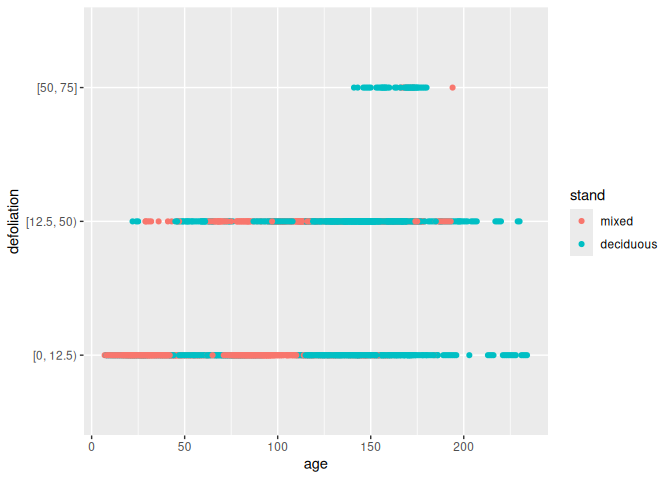 [50, 75]
[12.5, 50)
[0, 12.5)
defoliation
0 50 100 150 200
age
stand
mixed
deciduous